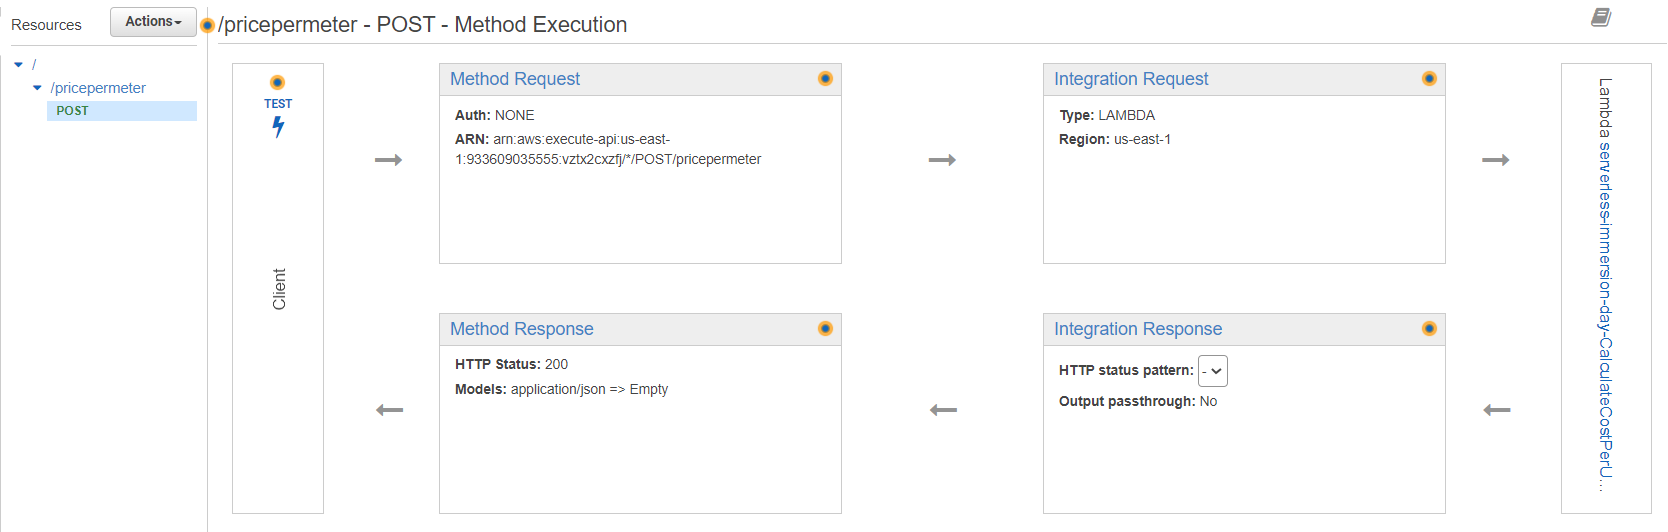 Resources
Actions
/pricepermeter - POST - Method Execution
/
/pricepermeter
POST
TEST
Client
Method Request
Auth: NONE
ARN: arn:aws:execute-api:us-east-
1:933609035555:vztx2cxzfj/*/POST/pricepermeter
Integration Request
Type: LAMBDA
Region: us-east-1
Lambda serverless-immersion-day-CalculateCostPerU...
Method Response
HTTP Status: 200
Models: application/json => Empty
Integration Response
HTTP status pattern: -
Output passthrough: No